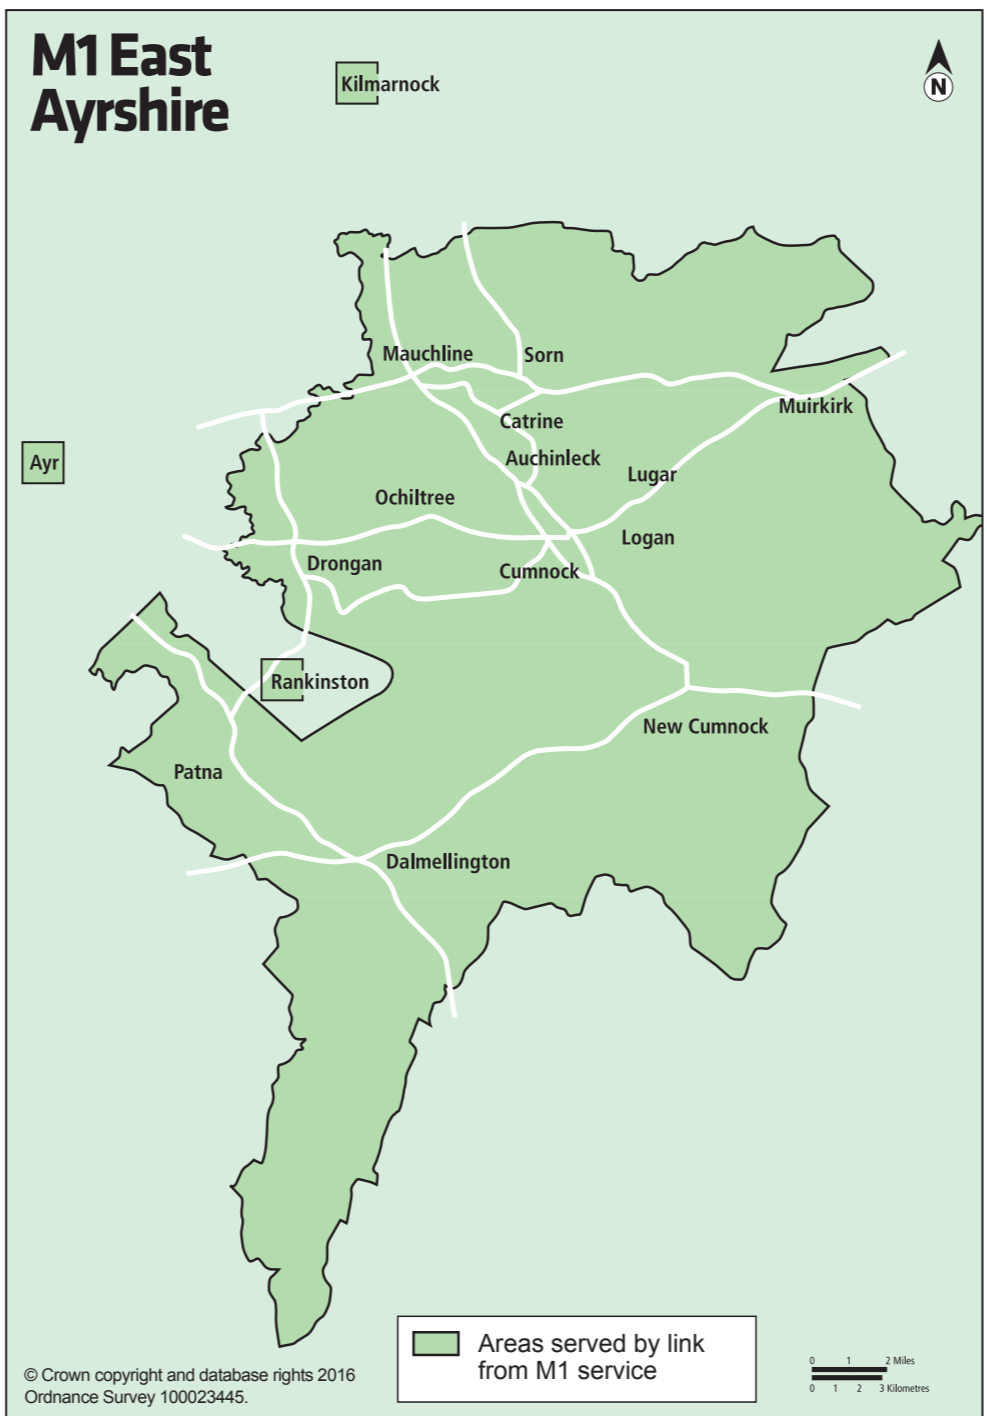 M1 East
Ayrshire
Kilmarnock
N
Mauchline
Sorn
Muirkirk
Catrine
Ayr
Auchinleck
Lugar
Ochiltree
Logan
Drongan
Cumnock
Rankinston
New Cumnock
Patna
Dalmellington
Areas served by link
from M1 service
0 1 2 Miles
0 1 2 3 Kilometres
© Crown copyright and database rights 2016
Ordnance Survey 100023445.